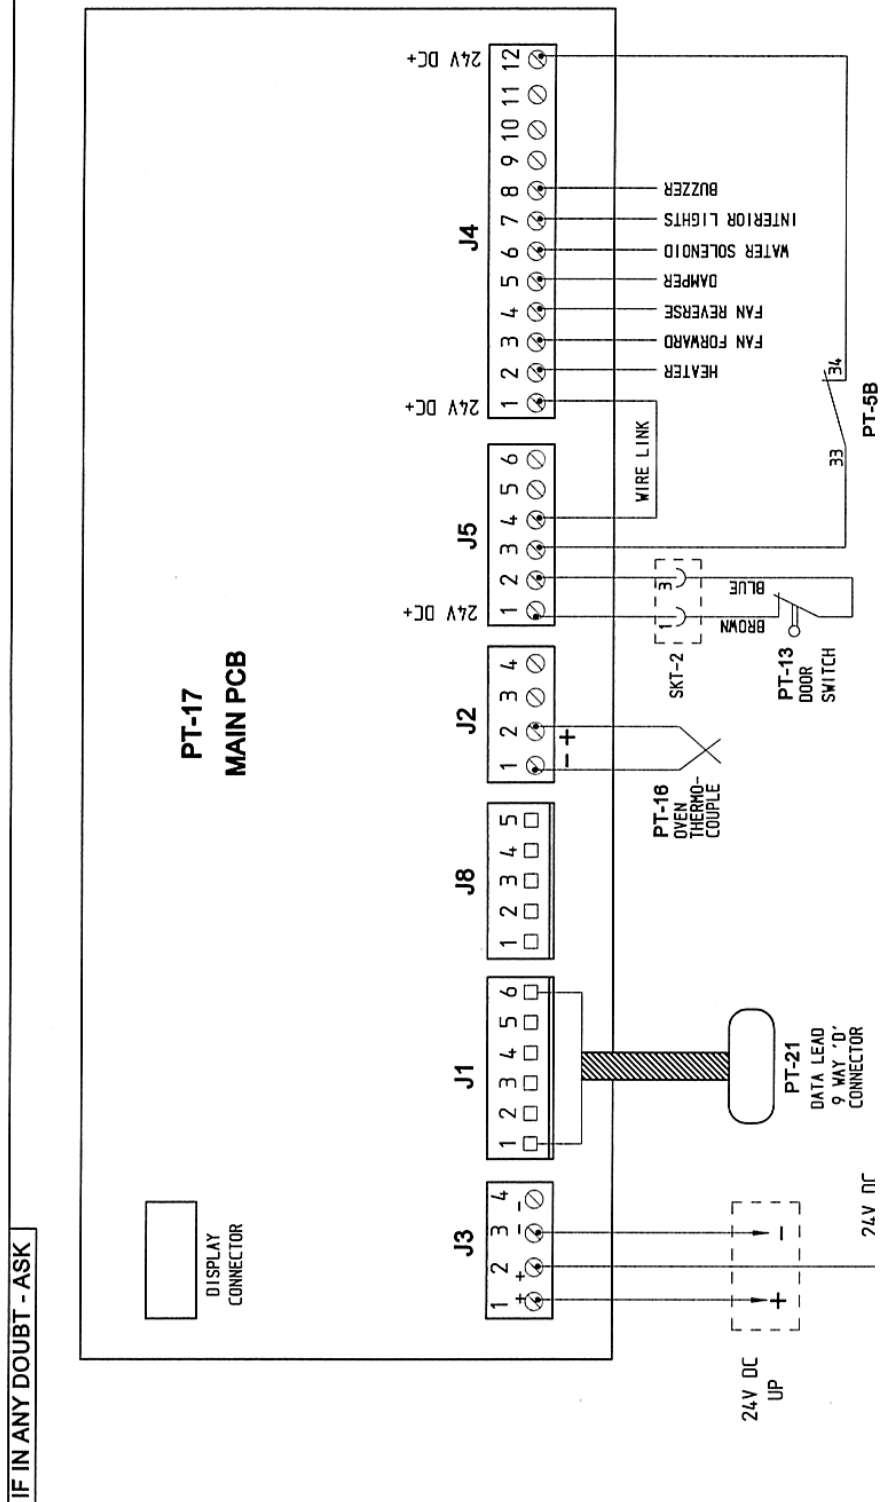 IF IN ANY DOUBT - ASK
DISPLAY
CONNECTOR
PT-17
MAIN PCB
J3
1 2 3 4
+ + - -
J1
1 2 3 4 5 6
J8
1 2 3 4 5
J2
1 2 3 4
- +
J5
1 2 3 4 5 6
24V DC+
J4
1 2 3 4 5 6 7 8 9 10 11 12
24V DC+
24V DC+
HEATER
FAN FORWARD
FAN REVERSE
DAMPER
WATER SOLENOID
INTERIOR LIGHTS
BUZZER
WIRE LINK
24V DC
UP
+ -
24V DC
PT-21
DATA LEAD
9 WAY 'D'
CONNECTOR
PT-16
OVEN
THERMO-
COUPLE
SKT-2
1 3
BROWN
BLUE
PT-13
DOOR
SWITCH
33 34
PT-5B